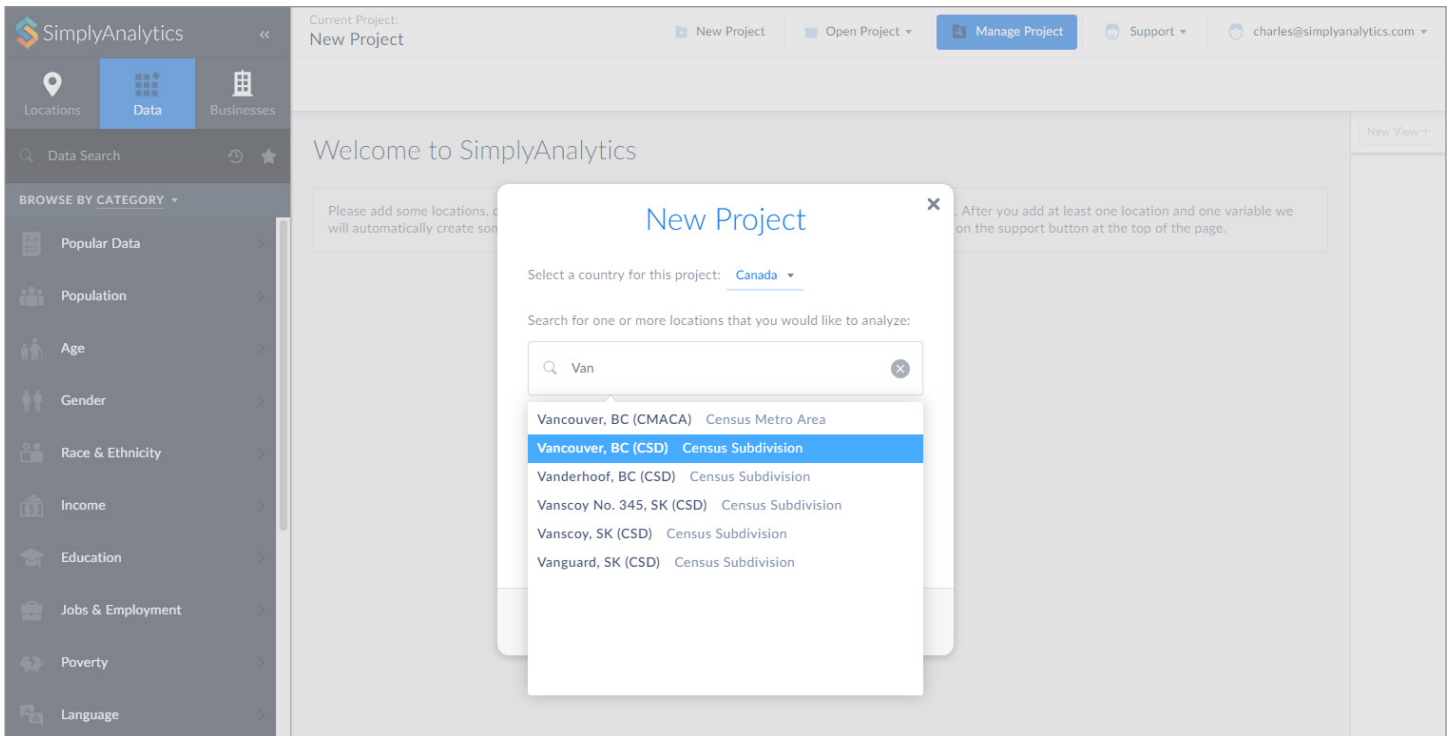 SimplyAnalytics «
Locations
Data
Businesses
Data Search
BROWSE BY CATEGORY
Popular Data
Population
Age
Gender
Race & Ethnicity
Income
Education
Jobs & Employment
Poverty
Language
Current Project:
New Project
New Project
Open Project
Manage Project
Support
charles@simplyanalytics.com
New View +
Welcome to SimplyAnalytics
Please add some locations, . After you add at least one location and one variable we
will automatically create on the support button at the top of the page.
New Project
Select a country for this project: Canada
Search for one or more locations that you would like to analyze:
Van
Vancouver, BC (CMACA) Census Metro Area
Vancouver, BC (CSD) Census Subdivision
Vanderhoof, BC (CSD) Census Subdivision
Vanscoy No. 345, SK (CSD) Census Subdivision
Vanscoy, SK (CSD) Census Subdivision
Vanguard, SK (CSD) Census Subdivision